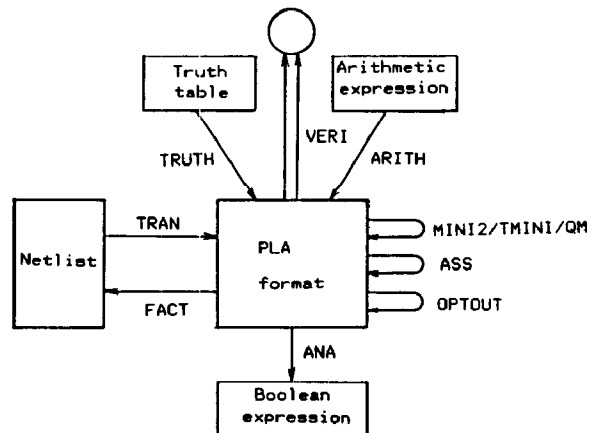 Truth
table
Arithmetic
expression
VERI
TRUTH
ARITH
Netlist
TRAN
FACT
PLA
format
MINI2/TMINI/QM
ASS
OPTOUT
ANA
Boolean
expression